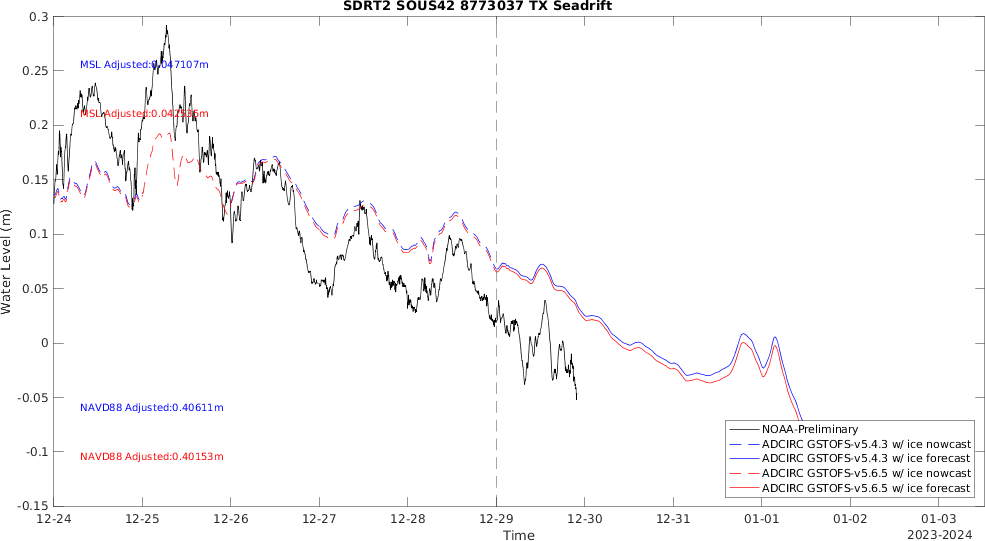 SDRT2 SOUS42 8773037 TX Seadrift
0.3
0.25
0.2
0.15
0.1
0.05
0
-0.05
-0.1
-0.15
Water Level (m)
MSL Adjusted:0.047107m
MSL Adjusted:0.042535m
NAVD88 Adjusted:0.40611m
NAVD88 Adjusted:0.40153m
NOAA-Preliminary
ADCIRC GSTOFS-v5.4.3 w/ ice nowcast
ADCIRC GSTOFS-v5.4.3 w/ ice forecast
ADCIRC GSTOFS-v5.6.5 w/ ice nowcast
ADCIRC GSTOFS-v5.6.5 w/ ice forecast
12-24 12-25 12-26 12-27 12-28 12-29 12-30 12-31 01-01 01-02 01-03
Time
2023-2024